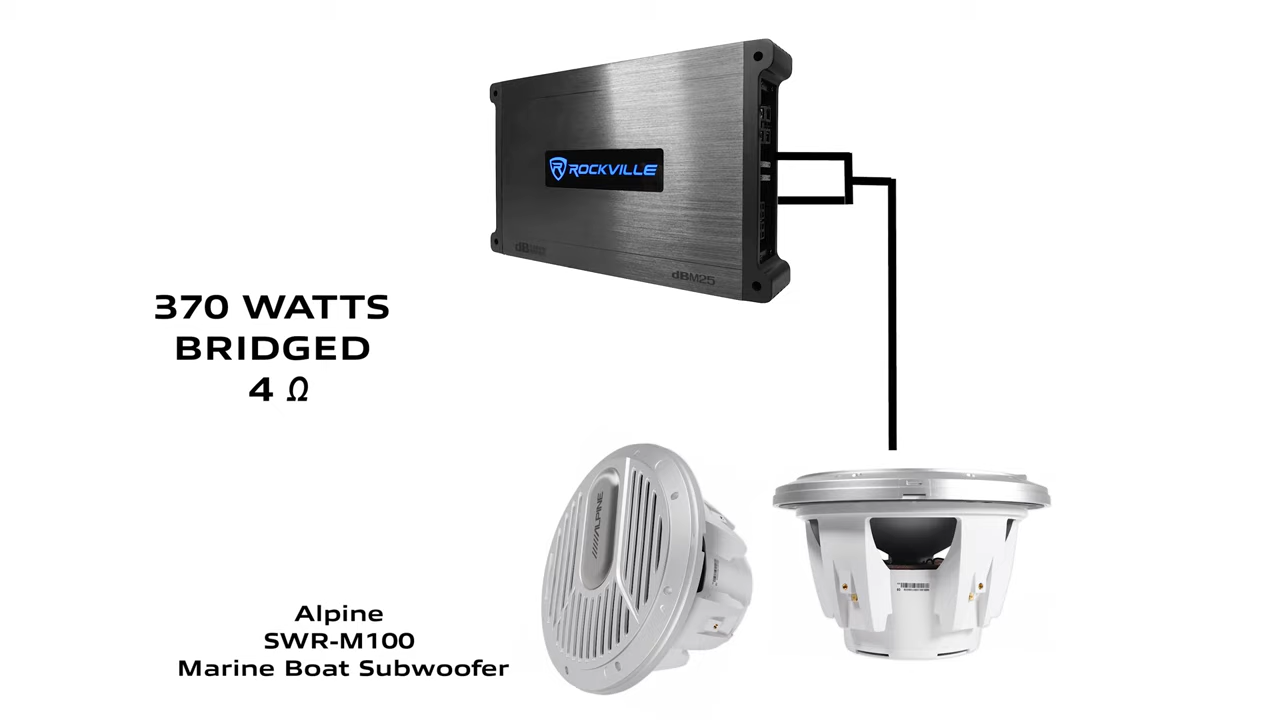 ROCKVILLE
dBM25
370 WATTS
BRIDGED
4 Ω
ALPINE
Alpine
SWR-M100
Marine Boat Subwoofer